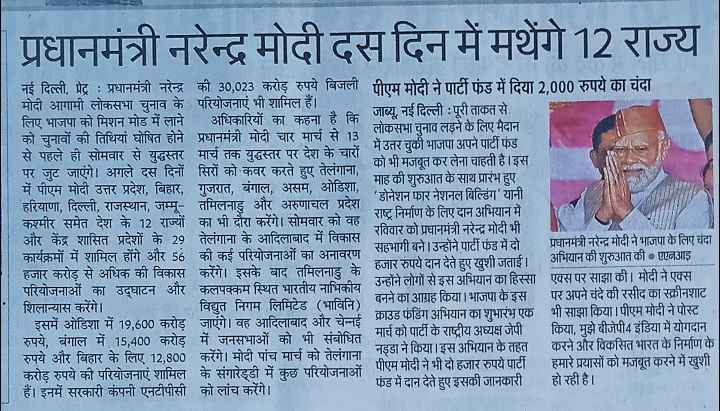 प्रधानमंत्री नरेन्द्र मोदी दस दिन में मथेंगे 12 राज्य
नई दिल्ली, प्रेट्र : प्रधानमंत्री नरेन्द्र
मोदी आगामी लोकसभा चुनाव के
लिए भाजपा को मिशन मोड में लाने
को चुनावों की तिथियां घोषित होने
से पहले ही सोमवार से युद्धस्तर
पर जुट जाएंगे। अगले दस दिनों
में पीएम मोदी उत्तर प्रदेश, बिहार,
हरियाणा, दिल्ली, राजस्थान, जम्मू-
कश्मीर समेत देश के 12 राज्यों
और केंद्र शासित प्रदेशों के 29
कार्यक्रमों में शामिल होंगे और 56
हजार करोड़ से अधिक की विकास
परियोजनाओं का उद्घाटन और
शिलान्यास करेंगे।
इसमें ओडिशा में 19,600 करोड़
रुपये, बंगाल में 15,400 करोड़
रुपये और बिहार के लिए 12,800
करोड़ रुपये की परियोजनाएं शामिल
हैं। इनमें सरकारी कंपनी एनटीपीसी
की 30,023 करोड़ रुपये बिजली
परियोजनाएं भी शामिल हैं।
अधिकारियों का कहना है कि
प्रधानमंत्री मोदी चार मार्च से 13
मार्च तक युद्धस्तर पर देश के चारों
सिरों को कवर करते हुए तेलंगाना,
गुजरात, बंगाल, असम, ओडिशा,
तमिलनाडु और अरुणाचल प्रदेश
का भी दौरा करेंगे। सोमवार को वह
तेलंगाना के आदिलाबाद में विकास
की कई परियोजनाओं का अनावरण
करेंगे। इसके बाद तमिलनाडु के
कलपक्कम स्थित भारतीय नाभिकीय
विद्युत निगम लिमिटेड (भाविनि)
जाएंगे। वह आदिलाबाद और चेन्नई
में जनसभाओं को भी संबोधित
करेंगे। मोदी पांच मार्च को तेलंगाना
के संगारेड्डी में कुछ परियोजनाओं
को लांच करेंगे।
पीएम मोदी ने पार्टी फंड में दिया 2,000 रुपये का चंदा
जाब्यू, नई दिल्ली : पूरी ताकत से
लोकसभा चुनाव लड़ने के लिए मैदान
में उतर चुकी भाजपा अपने पार्टी फंड
को भी मजबूत कर लेना चाहती है। इस
माह की शुरुआत के साथ प्रारंभ हुए
'डोनेशन फार नेशनल बिल्डिंग' यानी
राष्ट्र निर्माण के लिए दान अभियान में
रविवार को प्रधानमंत्री नरेन्द्र मोदी भी
सहभागी बने। उन्होंने पार्टी फंड में दो
हजार रुपये दान देते हुए खुशी जताई।
उन्होंने लोगों से इस अभियान का हिस्सा
बनने का आग्रह किया। भाजपा के इस
क्राउड फंडिंग अभियान का शुभारंभ एक
मार्च को पार्टी के राष्ट्रीय अध्यक्ष जेपी
नड्डा ने किया। इस अभियान के तहत
पीएम मोदी ने भी दो हजार रुपये पार्टी
फंड में दान देते हुए इसकी जानकारी
प्रधानमंत्री नरेन्द्र मोदी ने भाजपा के लिए चंदा
अभियान की शुरुआत की ● एएनआइ
एक्स पर साझा की। मोदी ने एक्स
पर अपने चंदे की रसीद का स्क्रीनशाट
भी साझा किया। पीएम मोदी ने पोस्ट
किया, मुझे बीजेपी4 इंडिया में योगदान
करने और विकसित भारत के निर्माण के
हमारे प्रयासों को मजबूत करने में खुशी
हो रही है।